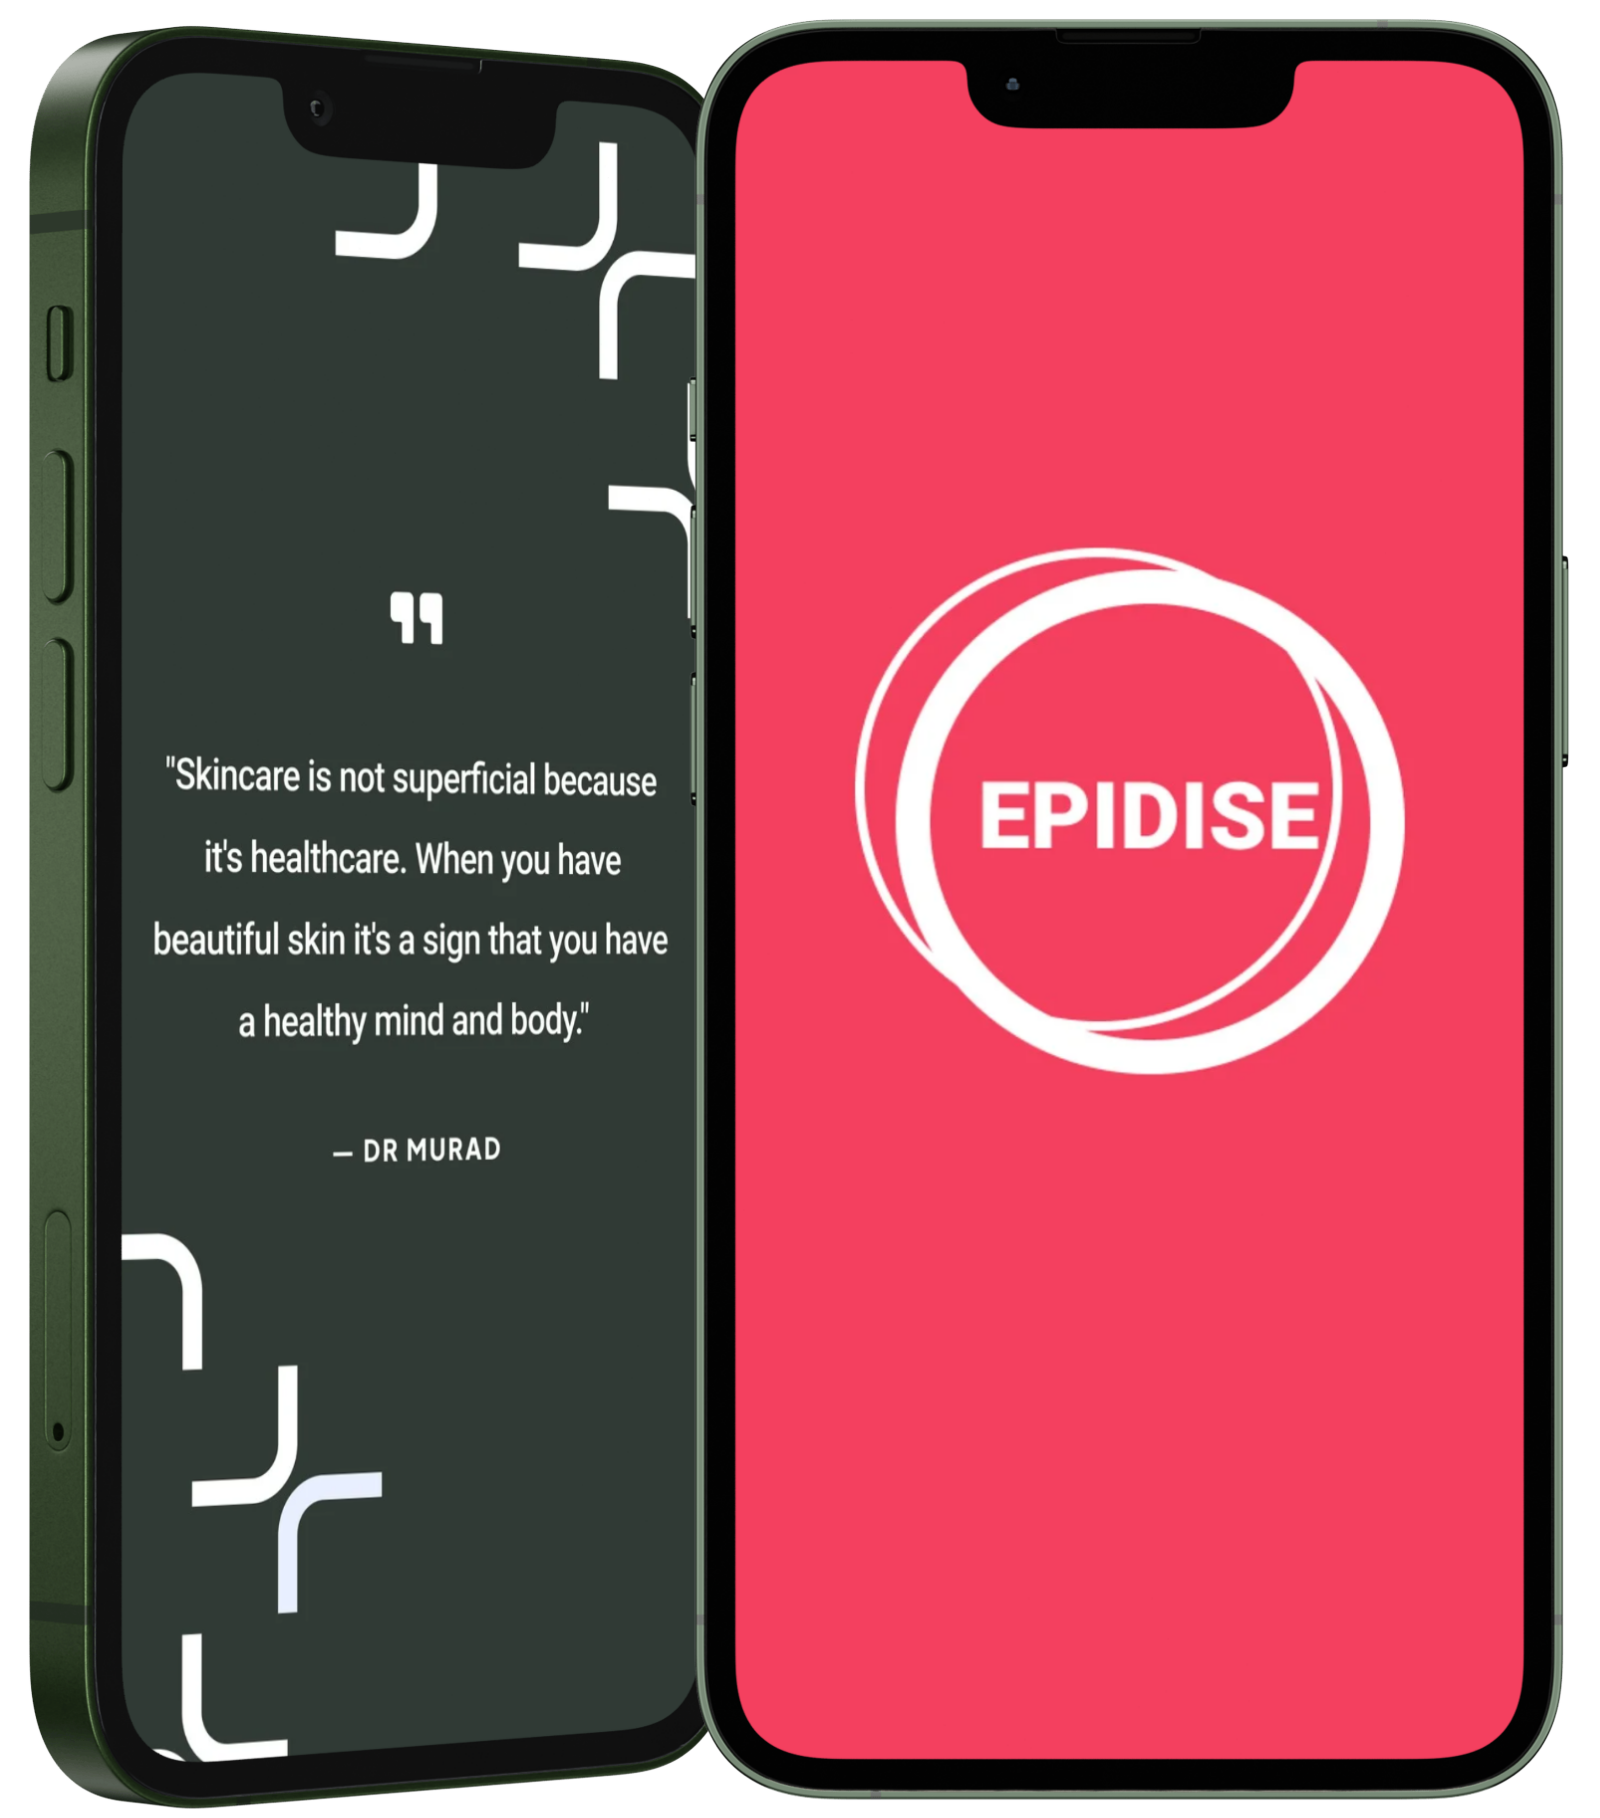 "Skincare is not superficial because
it's healthcare. When you have
beautiful skin it's a sign that you have
a healthy mind and body."
— DR MURAD
EPIDISE